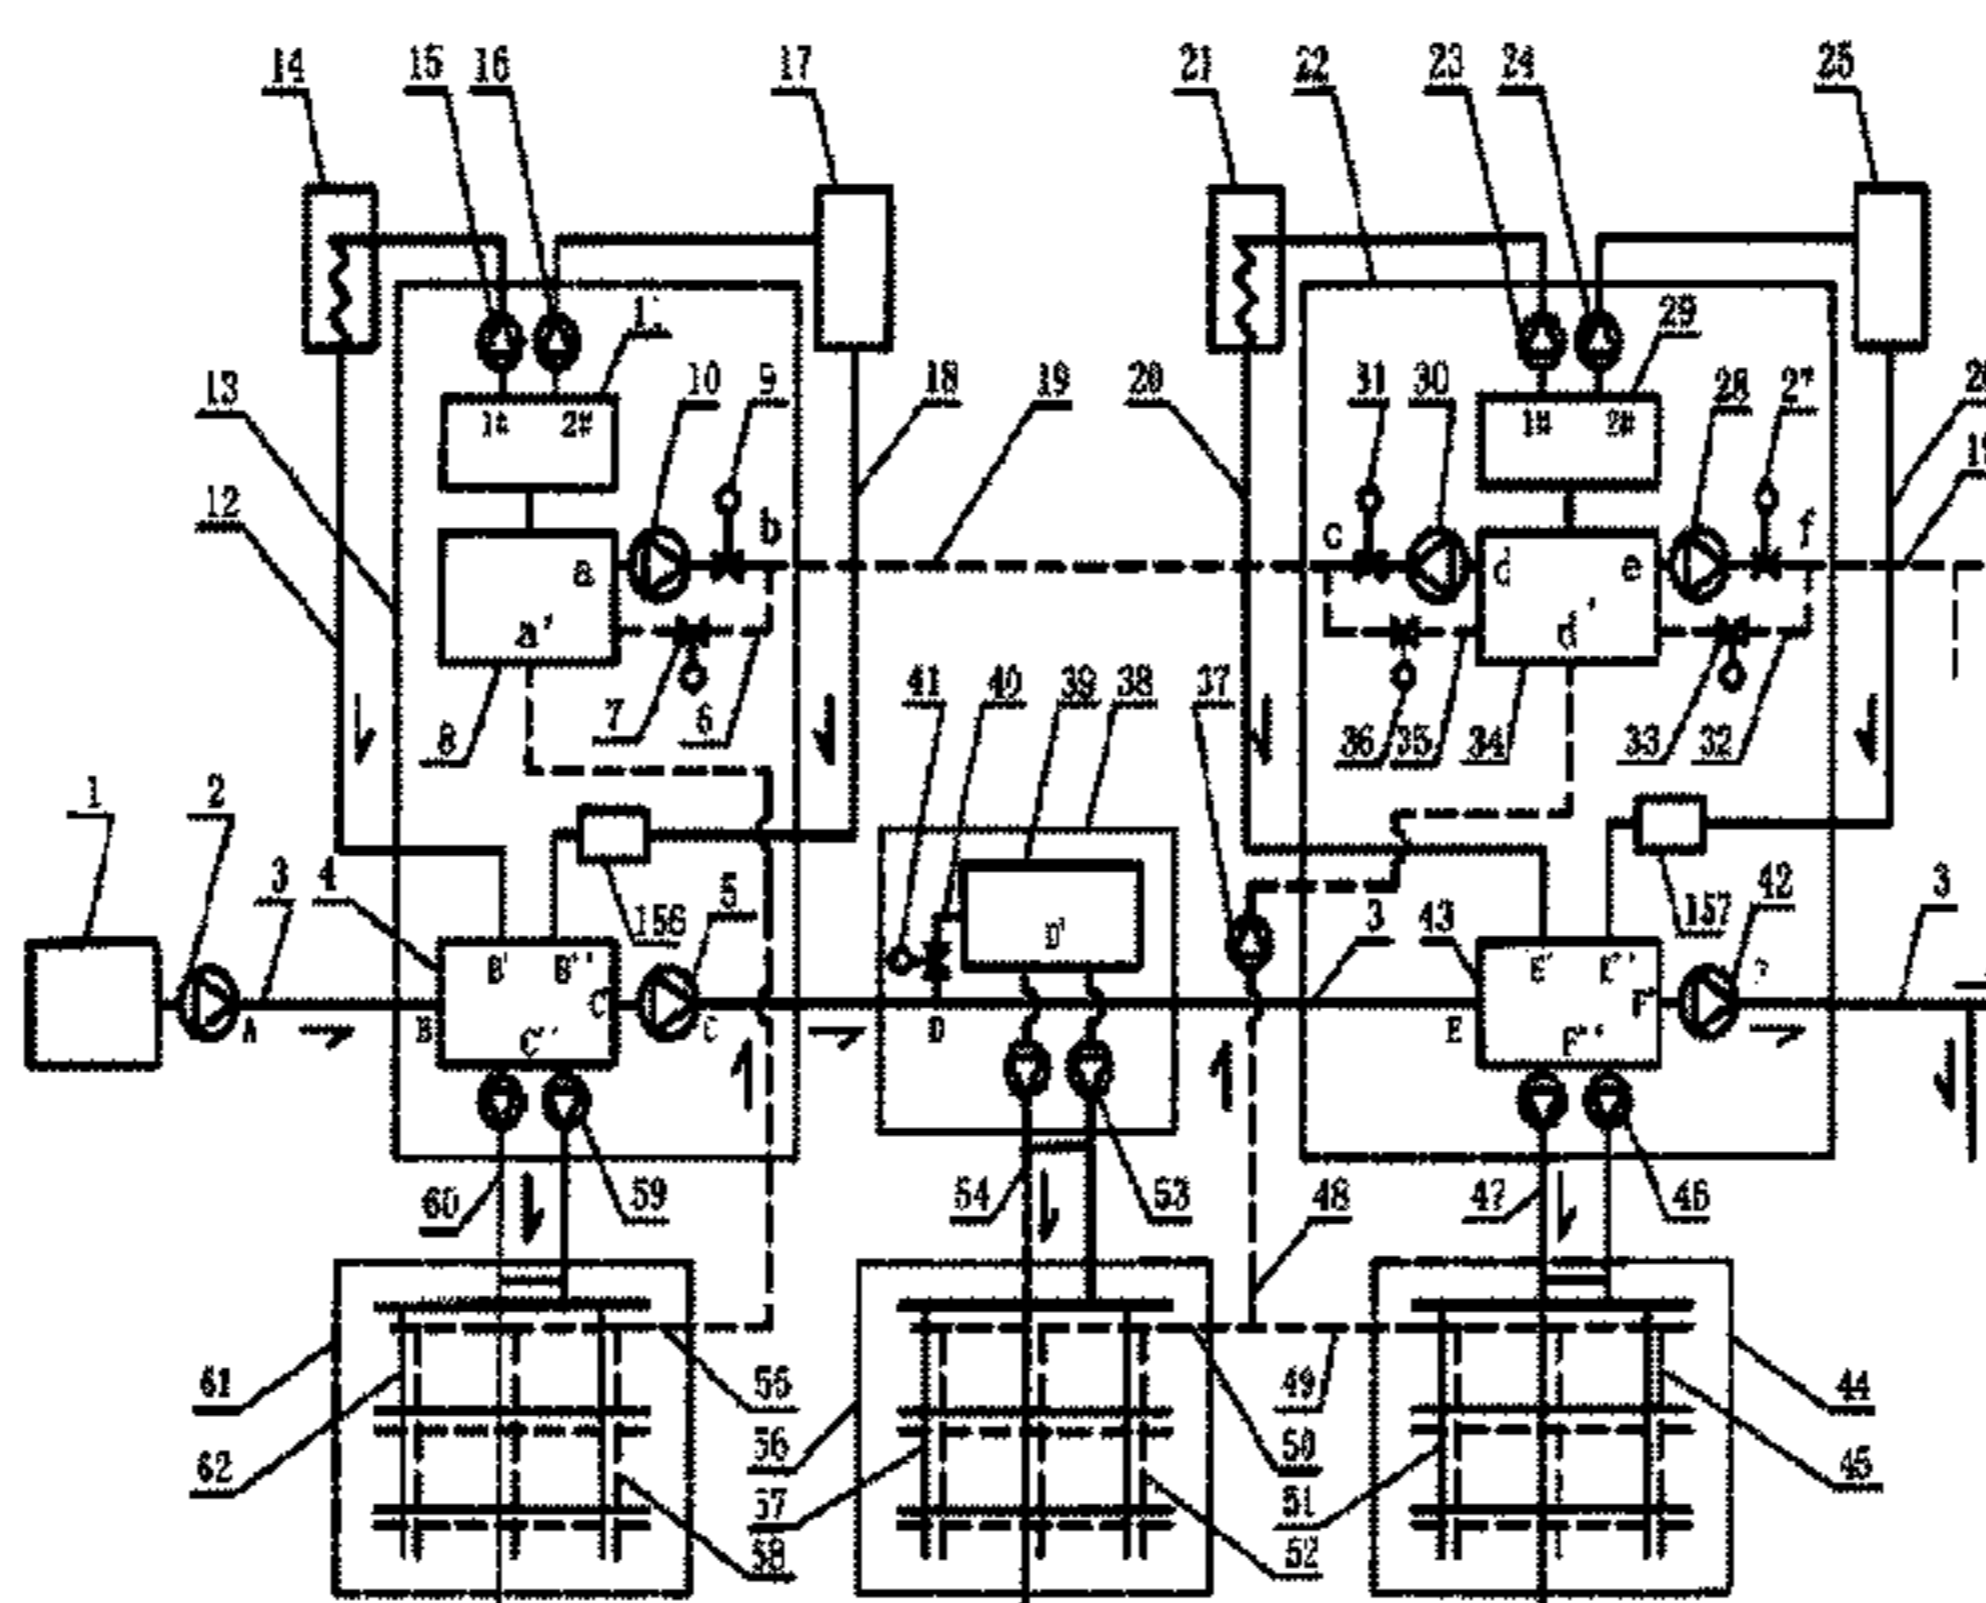 14 15 16 17 21 22 23 24 25
29
1# 2# 1# 2#
13 10 9 18 19 20 31 30 28
12
b c f
a d e
a' d'
8 7 6 41 40 39 38 37 36 35 34 33 32
1 2 3 4 156 5 3 43 157 42 3
B' B'' D'
A B C C D E
C''
60 59 54 53 48 47 46
61 55 49 44
62 56 50 45
57 51
58 52